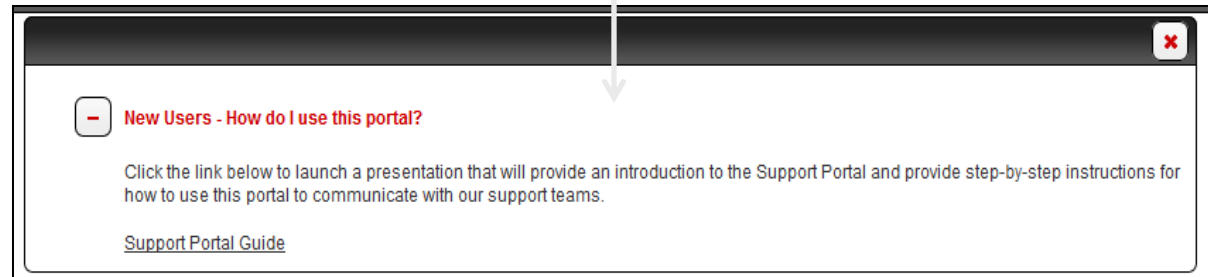 New Users - How do I use this portal?
Click the link below to launch a presentation that will provide an introduction to the Support Portal and provide step-by-step instructions for
how to use this portal to communicate with our support teams.
Support Portal Guide